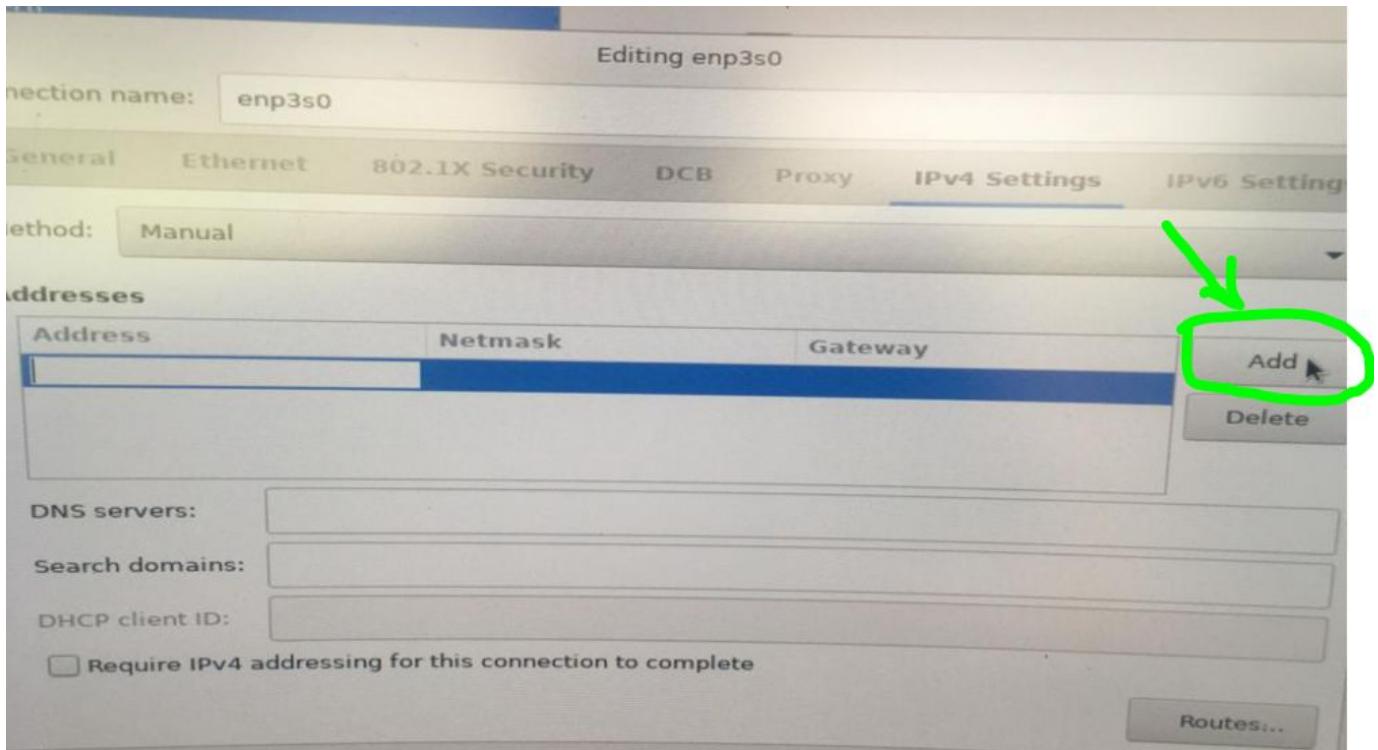 Editing enp3s0
nection name: enp3s0
General Ethernet 802.1X Security DCB Proxy IPv4 Settings IPv6 Setting
ethod: Manual
ddresses
Address Netmask Gateway
Add
Delete
DNS servers:
Search domains:
DHCP client ID:
Require IPv4 addressing for this connection to complete
Routes...